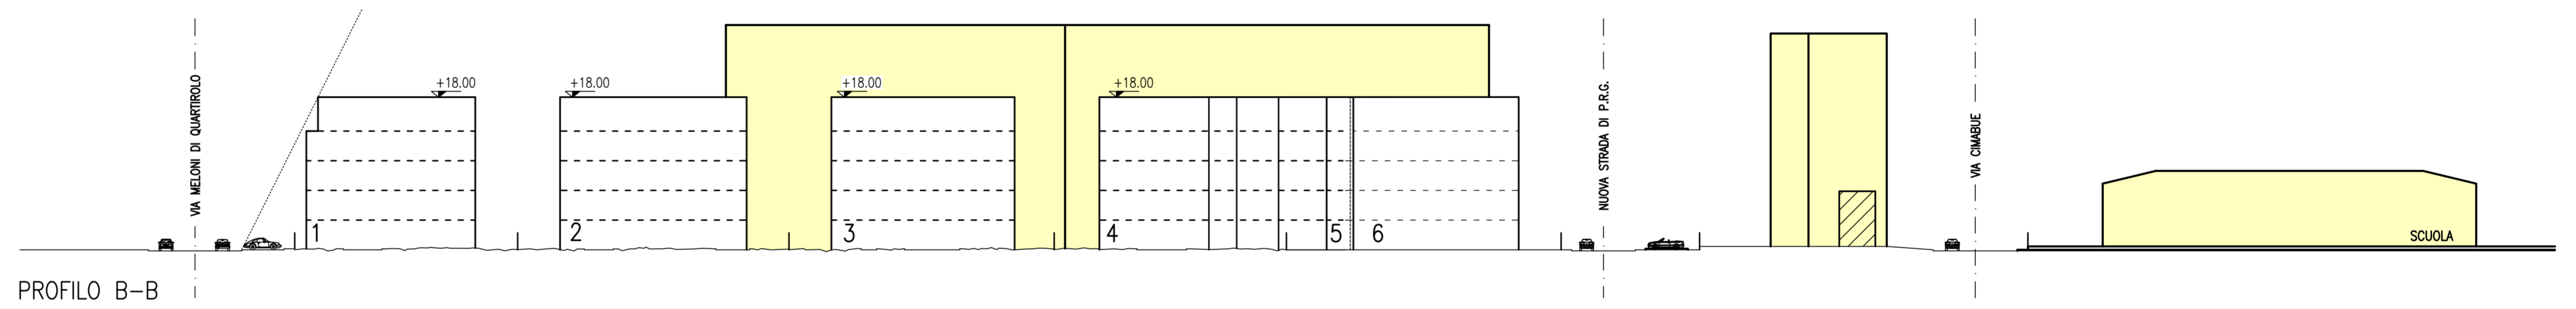 VIA MELONI DI QUARTIROLO
+18.00
+18.00
+18.00
+18.00
NUOVA STRADA DI P.R.G.
VIA CIMABUE
1
2
3
4
5
6
SCUOLA
PROFILO B-B